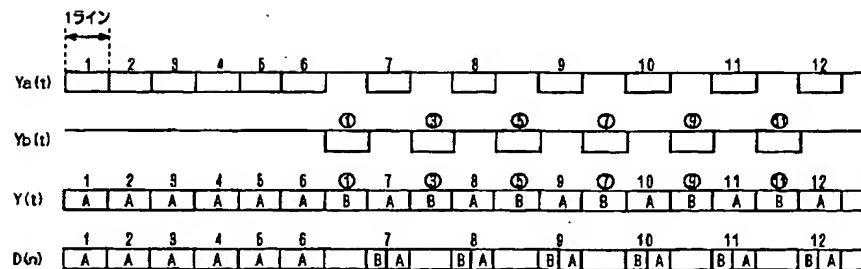 1ライン
1 2 3 4 5 6 7 8 9 10 11 12
Ya(t)
① ③ ⑤ ⑦ ⑨ ⑪
Yb(t)
1 2 3 4 5 6 ① 7 ③ 8 ⑤ 9 ⑦ 10 ⑨ 11 ⑪ 12
Y(t) A A A A A A B A B A B A B A B A B A
1 2 3 4 5 6 7 8 9 10 11 12
D(n) A A A A A A B A B A B A B A B A B A